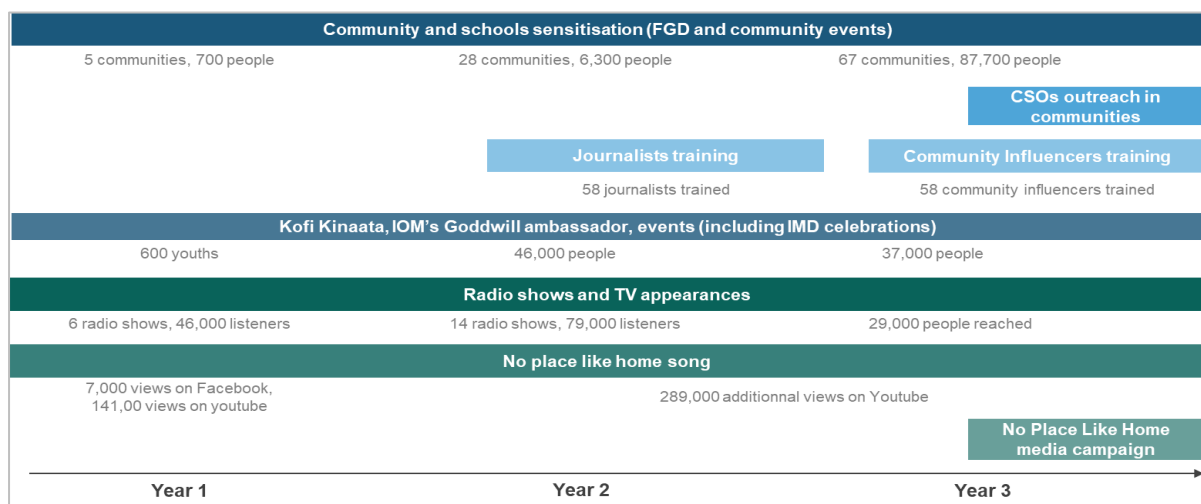 Community and schools sensitisation (FGD and community events)
5 communities, 700 people
28 communities, 6,300 people
67 communities, 87,700 people
CSOs outreach in
communities
Journalists training
Community Influencers training
58 journalists trained
58 community influencers trained
Kofi Kinaata, IOM's Goddwill ambassador, events (including IMD celebrations)
600 youths
46,000 people
37,000 people
Radio shows and TV appearances
6 radio shows, 46,000 listeners
14 radio shows, 79,000 listeners
29,000 people reached
No place like home song
7,000 views on Facebook,
141,00 views on youtube
289,000 additionnal views on Youtube
No Place Like Home
media campaign
Year 1
Year 2
Year 3